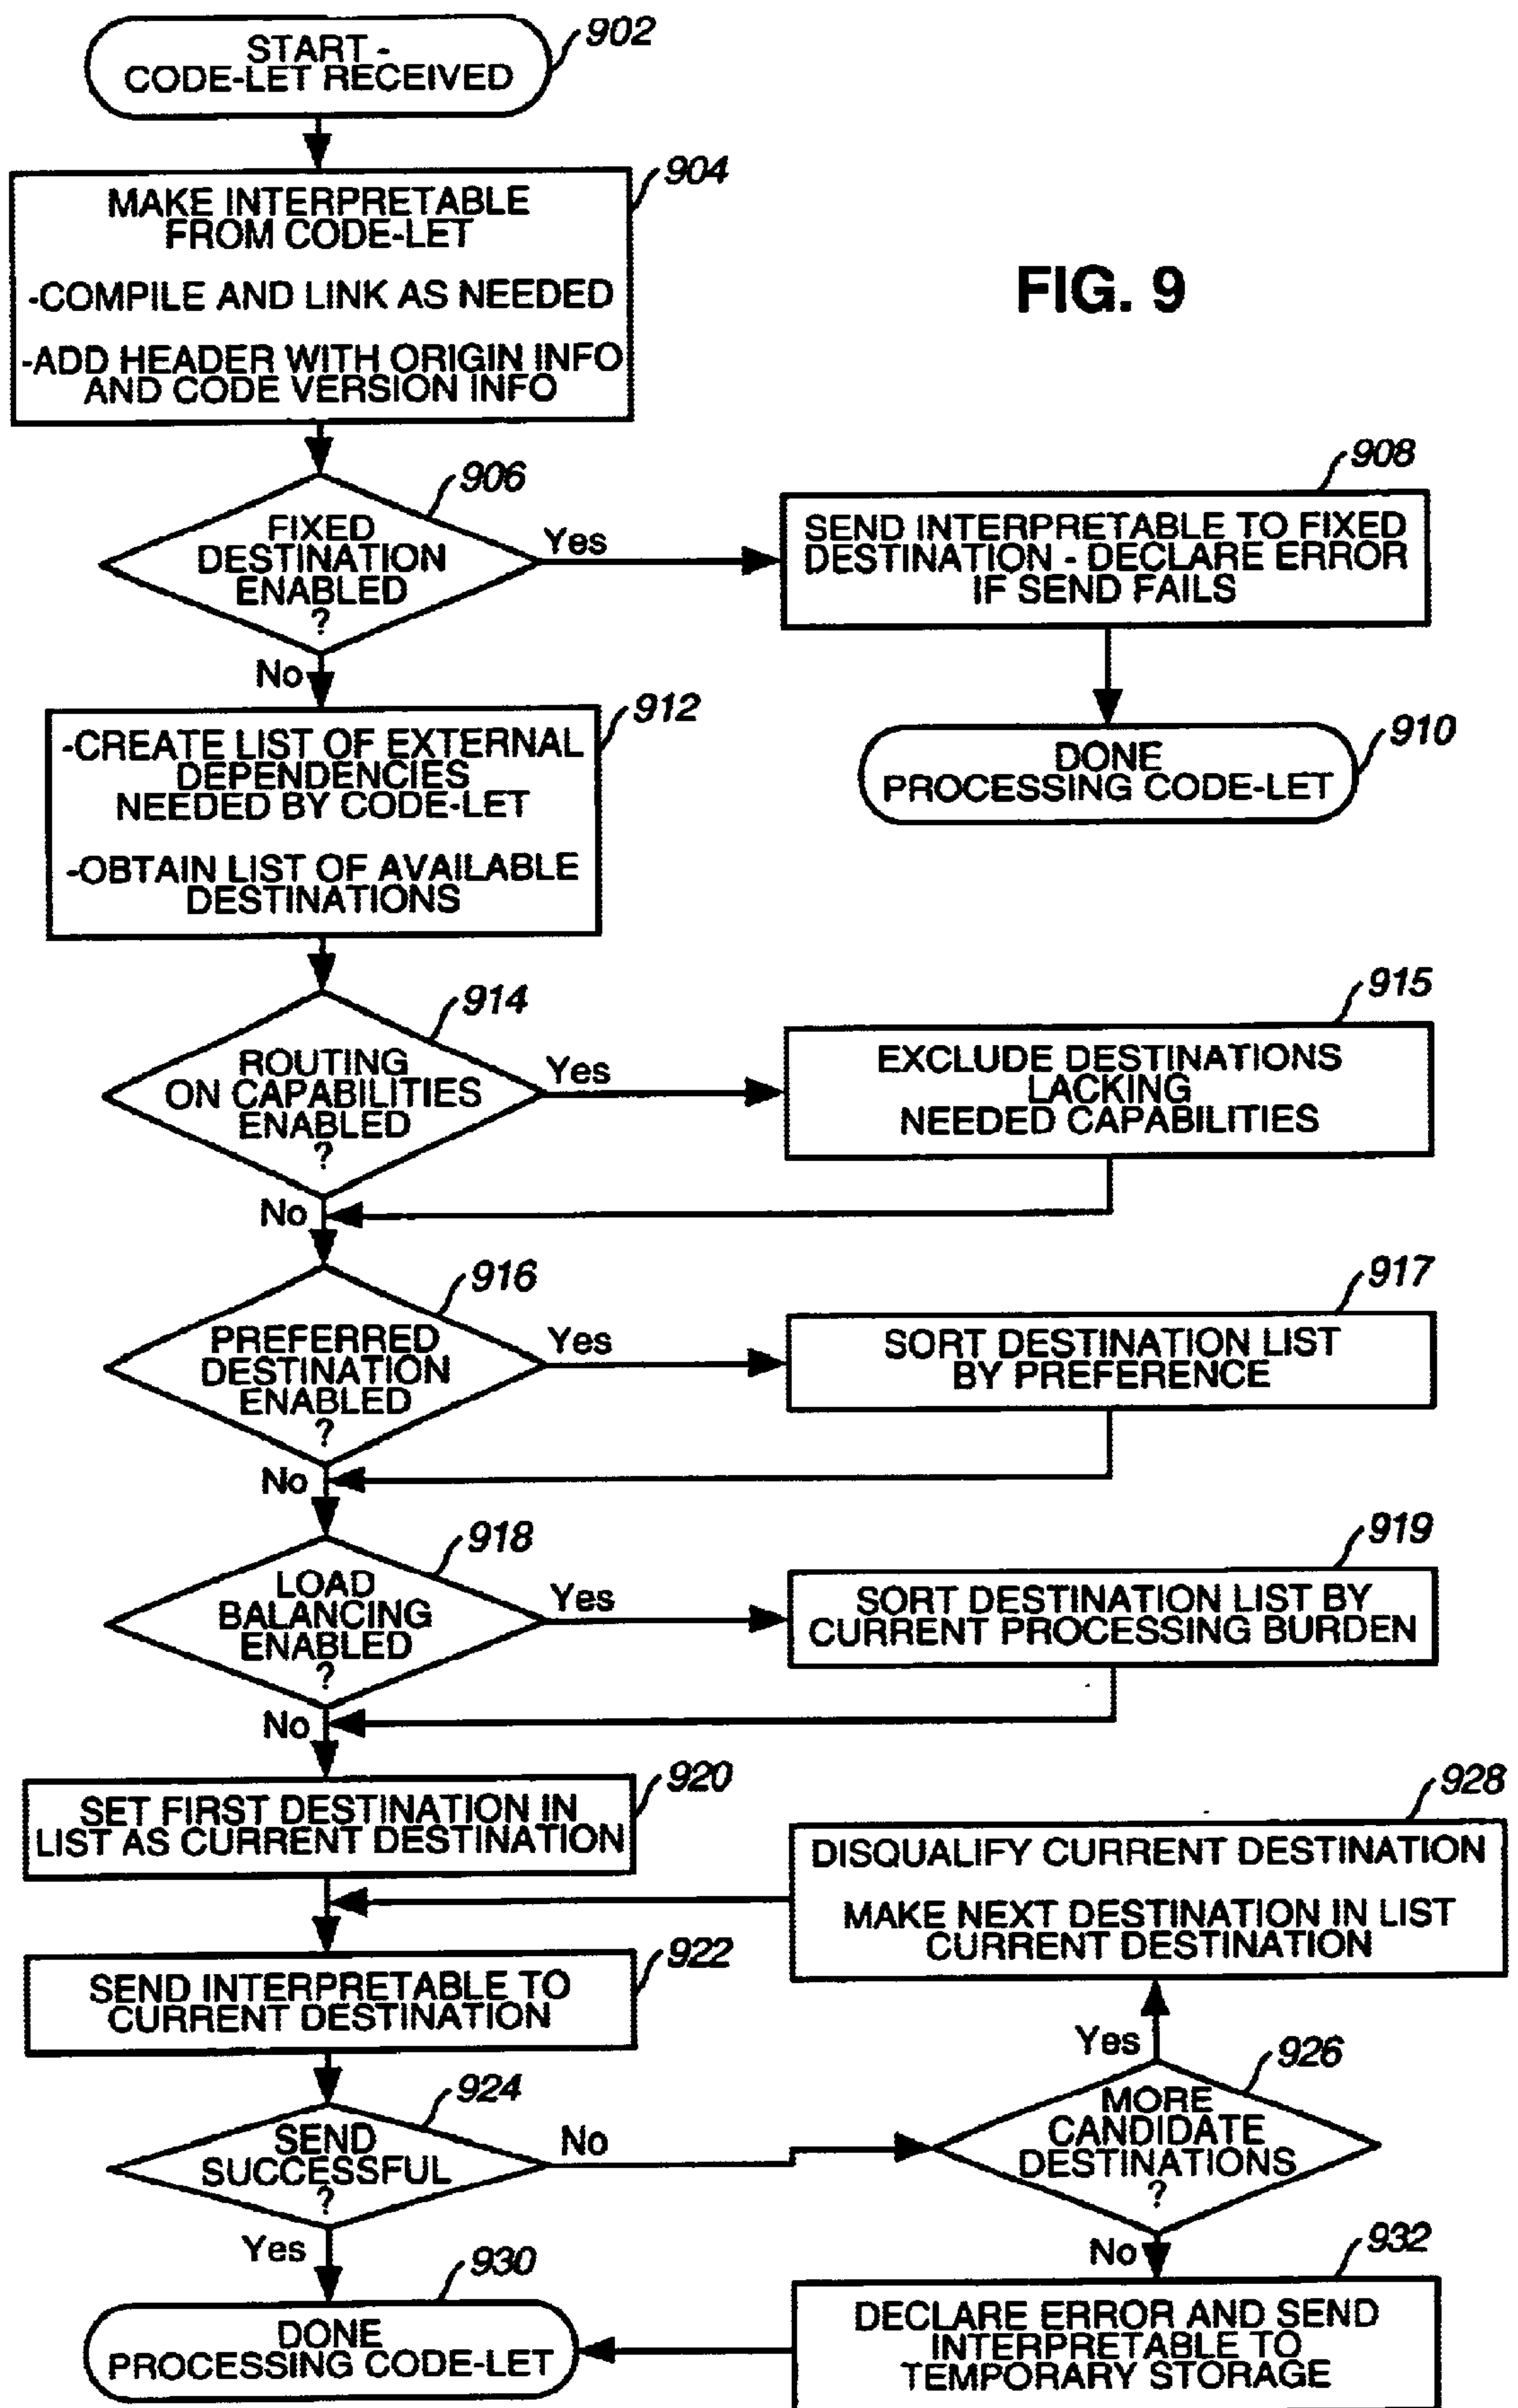 START -
CODE-LET RECEIVED
902
MAKE INTERPRETABLE
FROM CODE-LET
-COMPILE AND LINK AS NEEDED
-ADD HEADER WITH ORIGIN INFO
AND CODE VERSION INFO
904
FIG. 9
FIXED
DESTINATION
ENABLED
?
906
Yes
No
SEND INTERPRETABLE TO FIXED
DESTINATION - DECLARE ERROR
IF SEND FAILS
908
DONE
PROCESSING CODE-LET
910
-CREATE LIST OF EXTERNAL
DEPENDENCIES
NEEDED BY CODE-LET
-OBTAIN LIST OF AVAILABLE
DESTINATIONS
912
ROUTING
ON CAPABILITIES
ENABLED
?
914
Yes
No
EXCLUDE DESTINATIONS
LACKING
NEEDED CAPABILITIES
915
PREFERRED
DESTINATION
ENABLED
?
916
Yes
No
SORT DESTINATION LIST
BY PREFERENCE
917
LOAD
BALANCING
ENABLED
?
918
Yes
No
SORT DESTINATION LIST BY
CURRENT PROCESSING BURDEN
919
SET FIRST DESTINATION IN
LIST AS CURRENT DESTINATION
920
DISQUALIFY CURRENT DESTINATION
MAKE NEXT DESTINATION IN LIST
CURRENT DESTINATION
928
SEND INTERPRETABLE TO
CURRENT DESTINATION
922
SEND
SUCCESSFUL
?
924
No
Yes
MORE
CANDIDATE
DESTINATIONS
?
926
Yes
No
DONE
PROCESSING CODE-LET
930
DECLARE ERROR AND SEND
INTERPRETABLE TO
TEMPORARY STORAGE
932